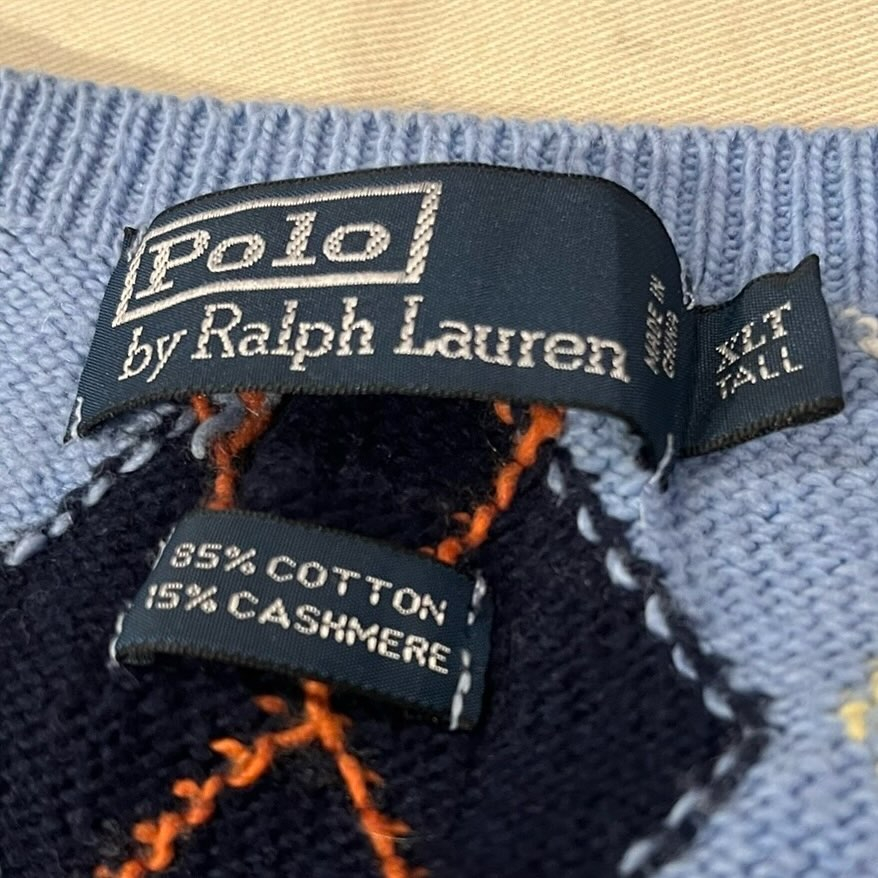 Polo
by Ralph Lauren
MADE IN
CHINA
XLT
TALL
85% COTTON
15% CASHMERE